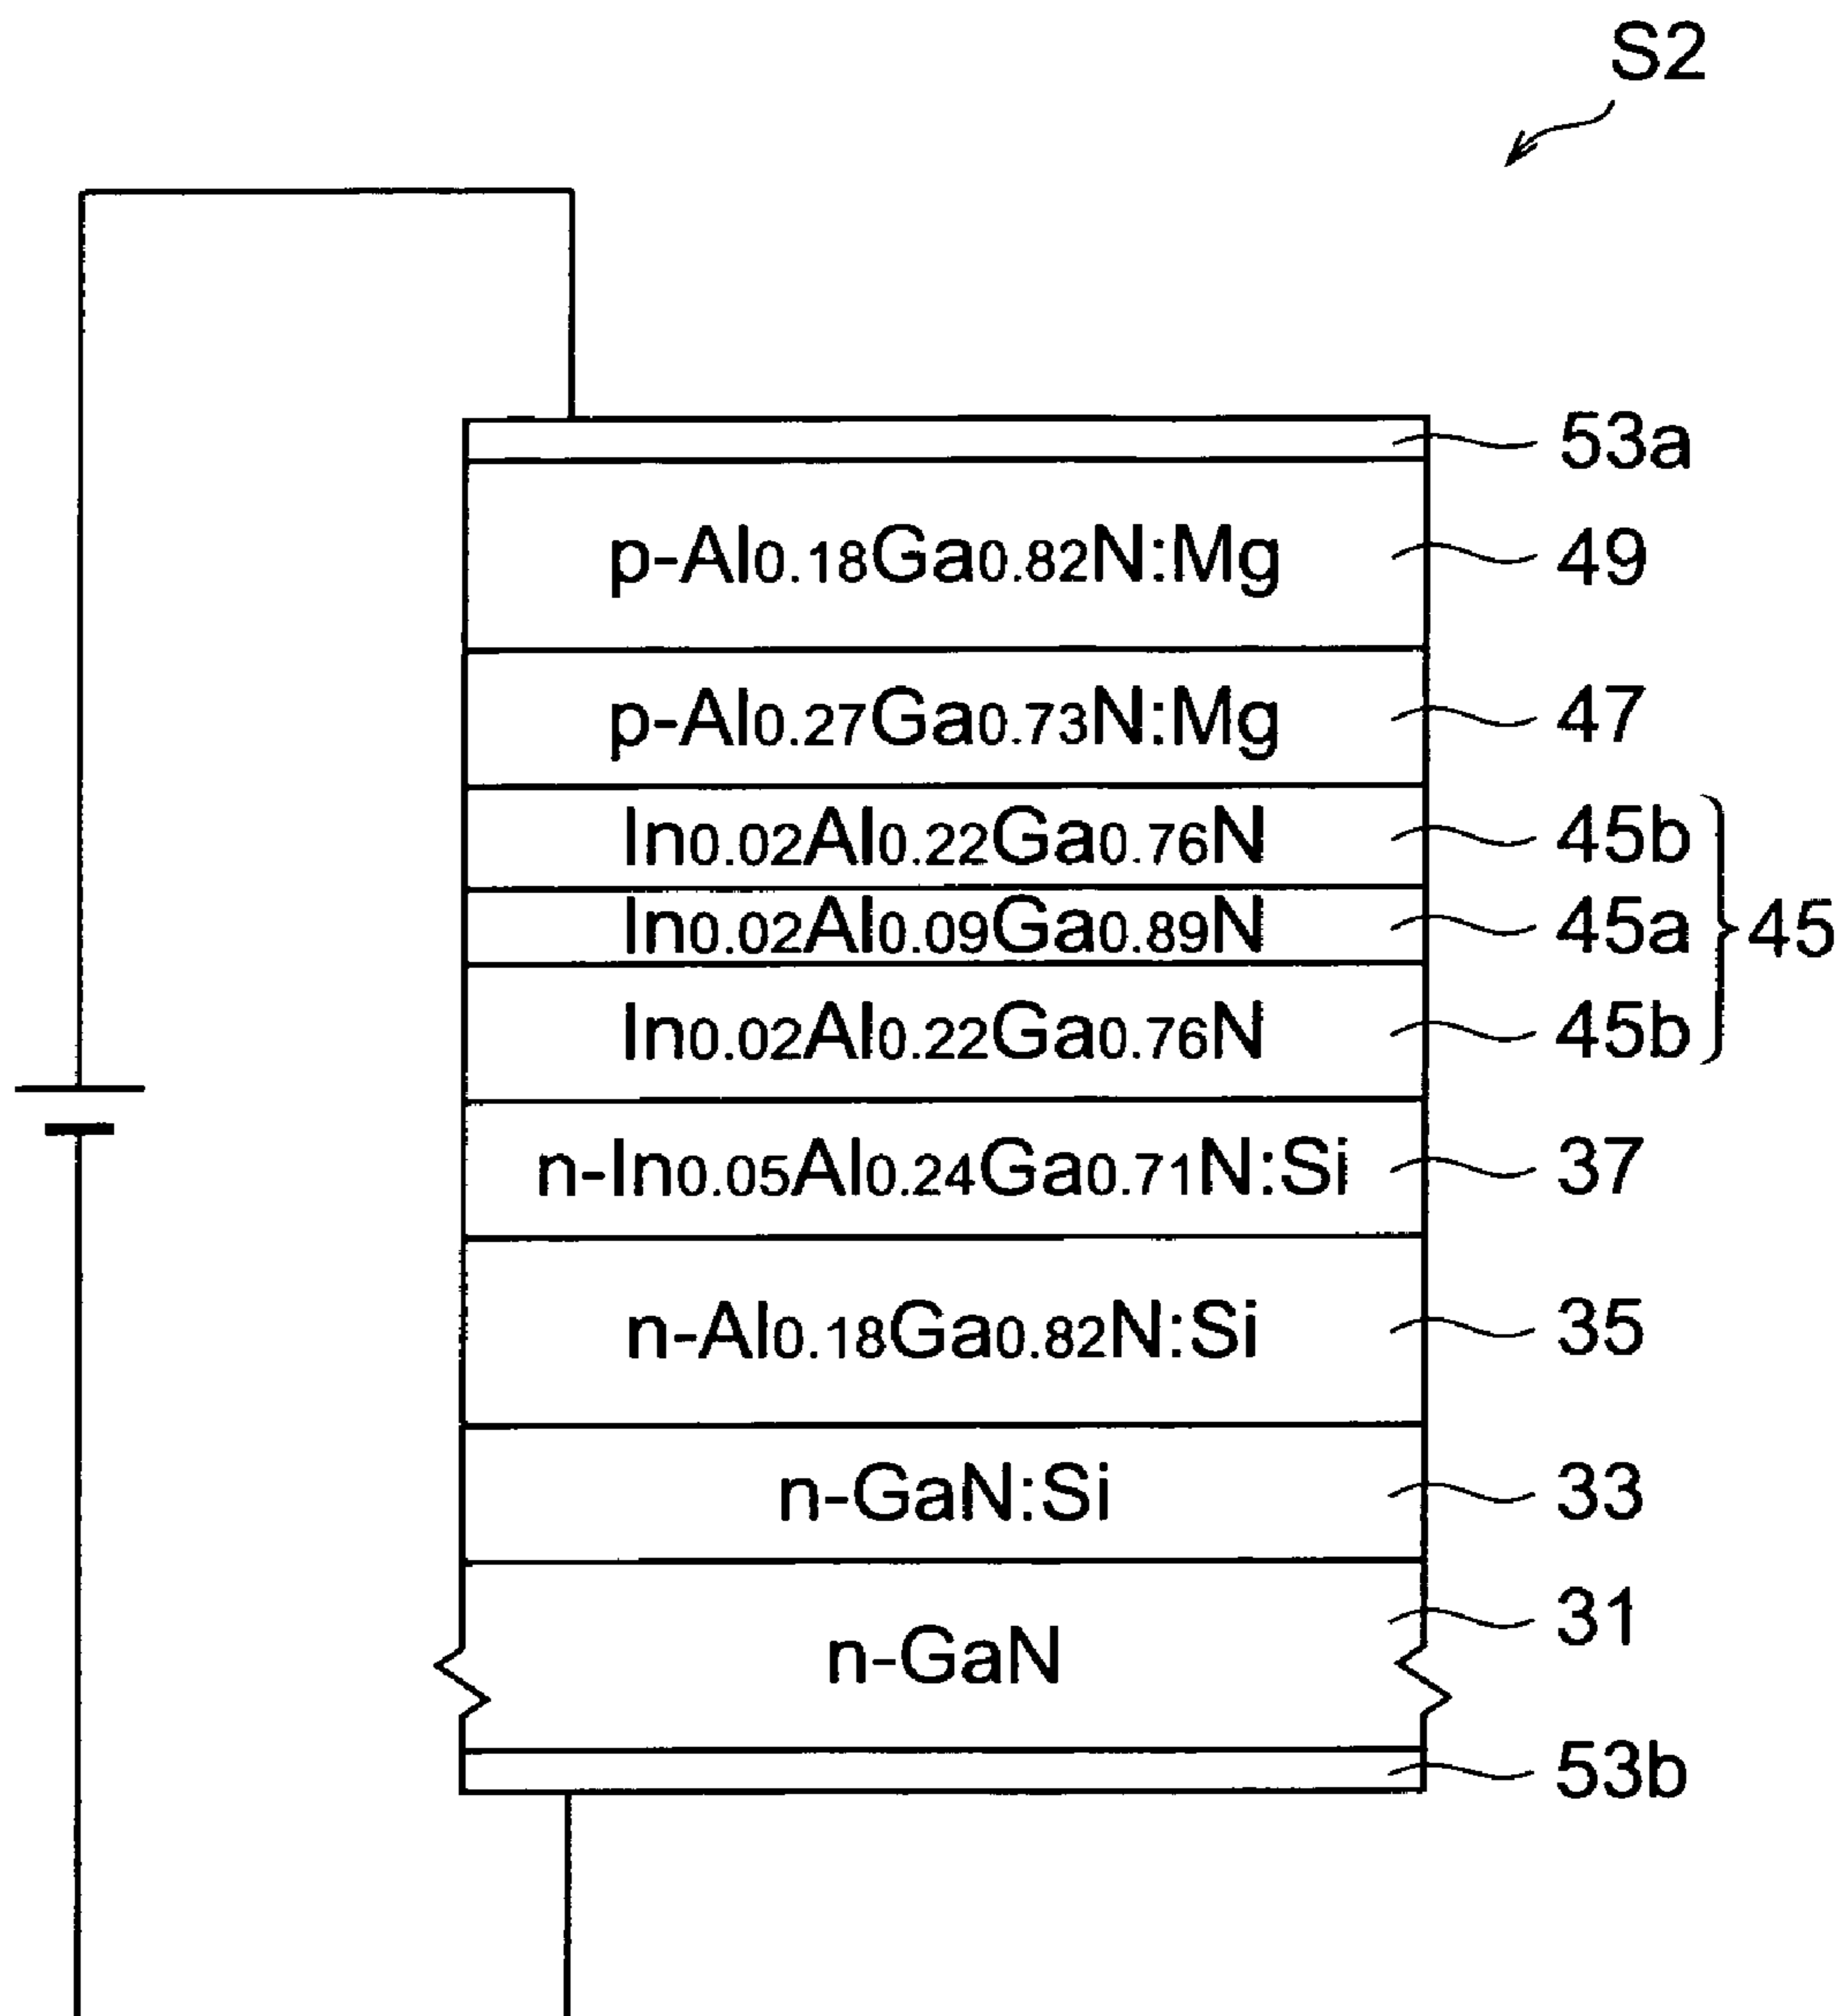 S2
53a
p-Al0.18Ga0.82N:Mg 49
p-Al0.27Ga0.73N:Mg 47
In0.02Al0.22Ga0.76N 45b
In0.02Al0.09Ga0.89N 45a 45
In0.02Al0.22Ga0.76N 45b
n-In0.05Al0.24Ga0.71N:Si 37
n-Al0.18Ga0.82N:Si 35
n-GaN:Si 33
n-GaN 31
53b